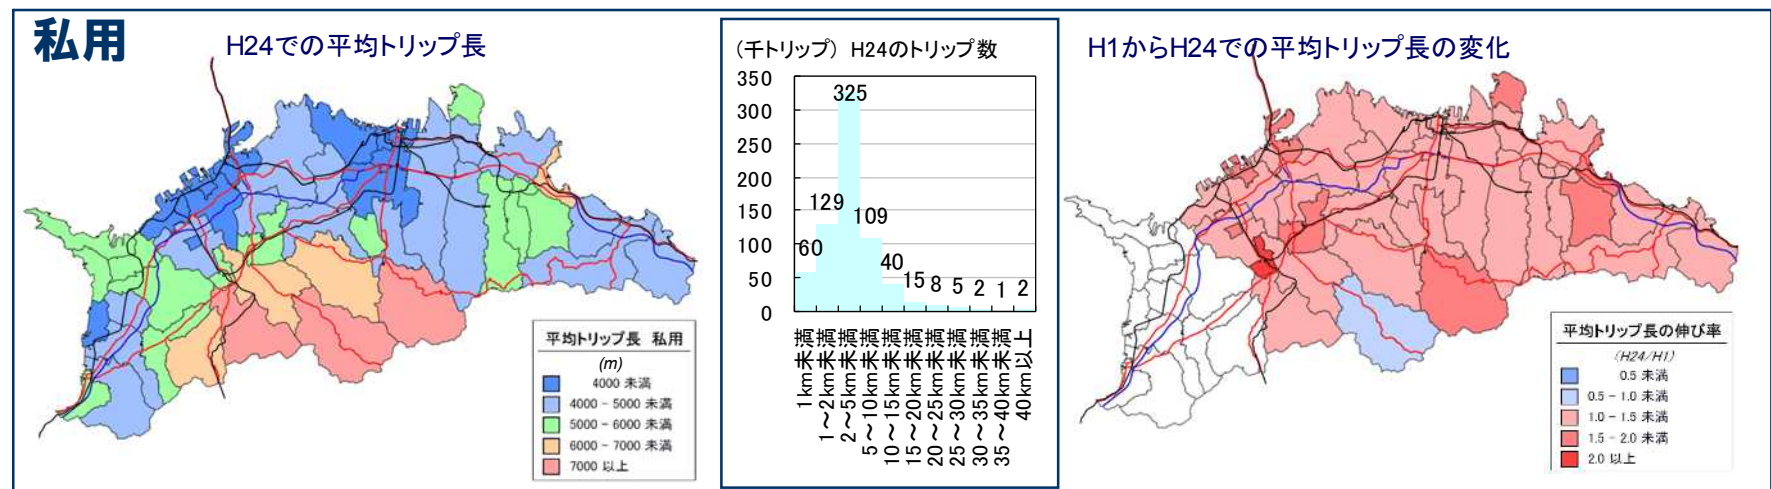 私用
H24での平均トリップ長
平均トリップ長 私用
(m)
4000 未満
4000 - 5000 未満
5000 - 6000 未満
6000 - 7000 未満
7000 以上
(千トリップ) H24のトリップ数
350
300
250
200
150
100
50
0
60
129
325
109
40
15
8
5
2
1
2
1km未満
1～2km未満
2～5km未満
5～10km未満
10～15km未満
15～20km未満
20～25km未満
25～30km未満
30～35km未満
35～40km未満
40km以上
H1からH24での平均トリップ長の変化
平均トリップ長の伸び率
(H24/H1)
0.5 未満
0.5 - 1.0 未満
1.0 - 1.5 未満
1.5 - 2.0 未満
2.0 以上